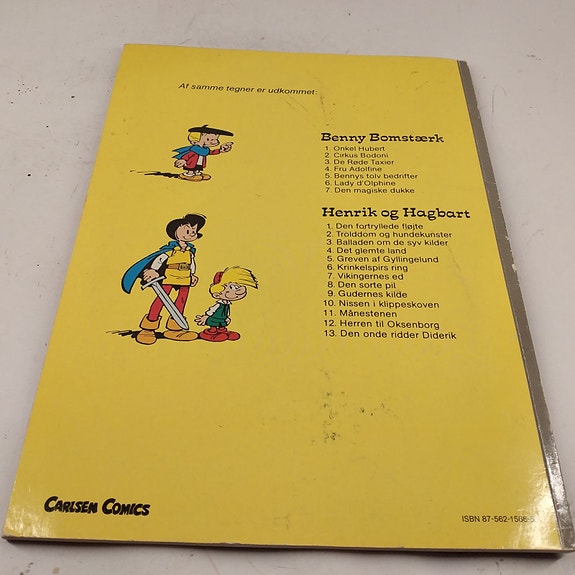 Af samme tegner er udkommet:
Benny Bomstærk
1. Onkel Hubert
2. Cirkus Bodoni
3. De Røde Taxier
4. Fru Adolfine
5. Bennys tolv bedrifter
6. Lady d'Olphine
7. Den magiske dukke
Henrik og Hagbart
1. Den fortryllede fløjte
2. Trolddom og hundekunster
3. Balladen om de syv kilder
4. Det glemte land
5. Greven af Gyllingelund
6. Krinkelspirs ring
7. Vikingernes ed
8. Den sorte pil
9. Gudernes kilde
10. Nissen i klippeskoven
11. Månestenen
12. Herren til Oksenborg
13. Den onde ridder Diderik
CARLSEN COMICS
ISBN